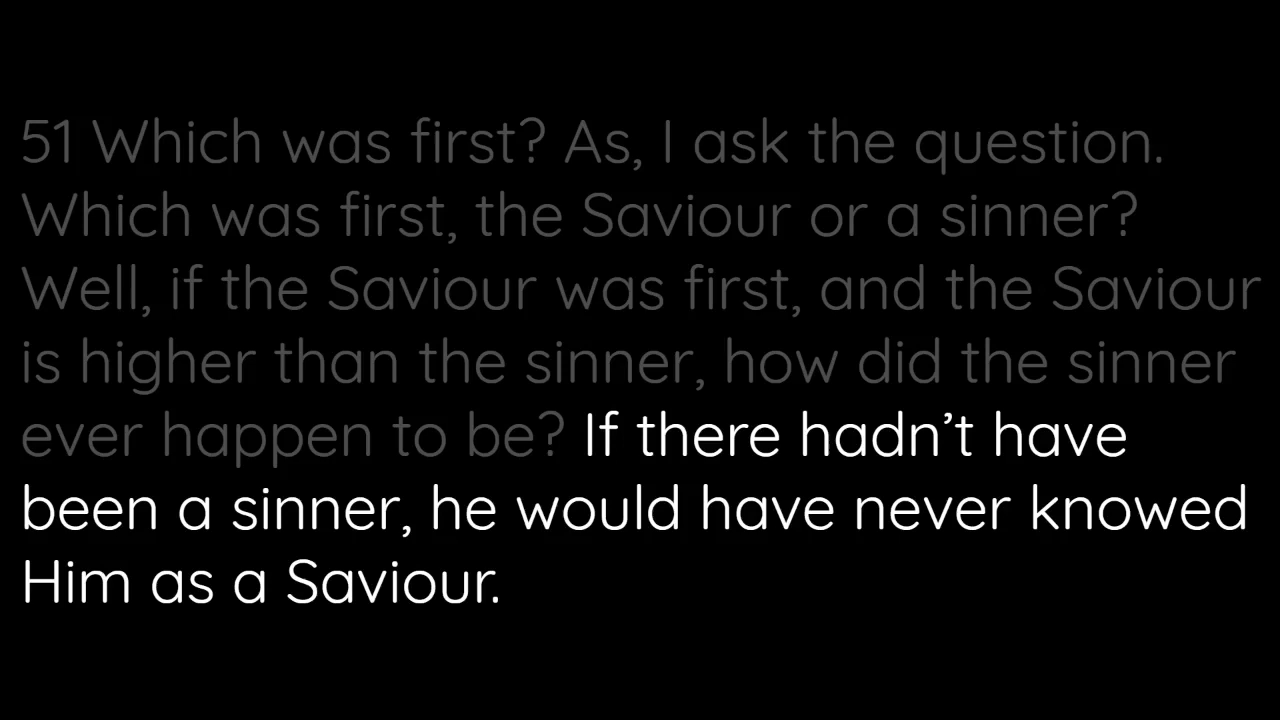 51 Which was first? As, I ask the question.
Which was first, the Saviour or a sinner?
Well, if the Saviour was first, and the Saviour
is higher than the sinner, how did the sinner
ever happen to be? If there hadn’t have
been a sinner, he would have never knowed
Him as a Saviour.